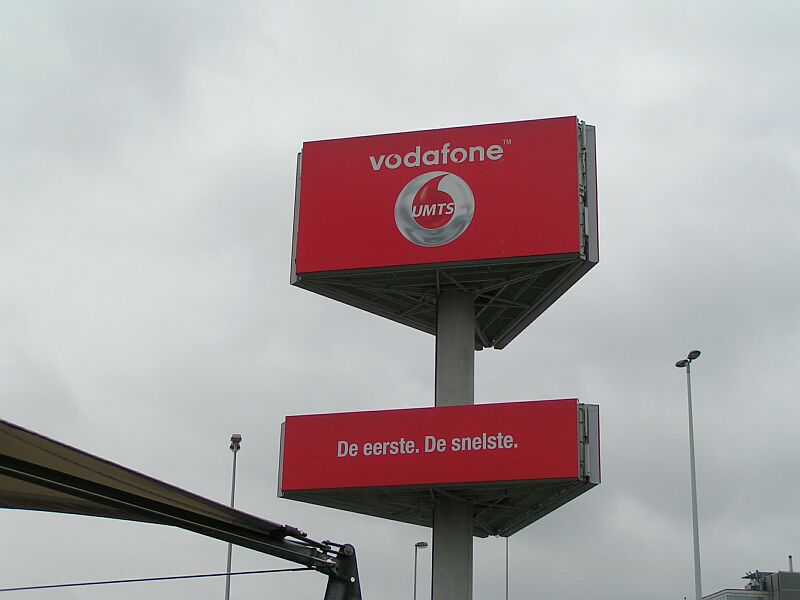 vodafone™
UMTS
De eerste. De snelste.